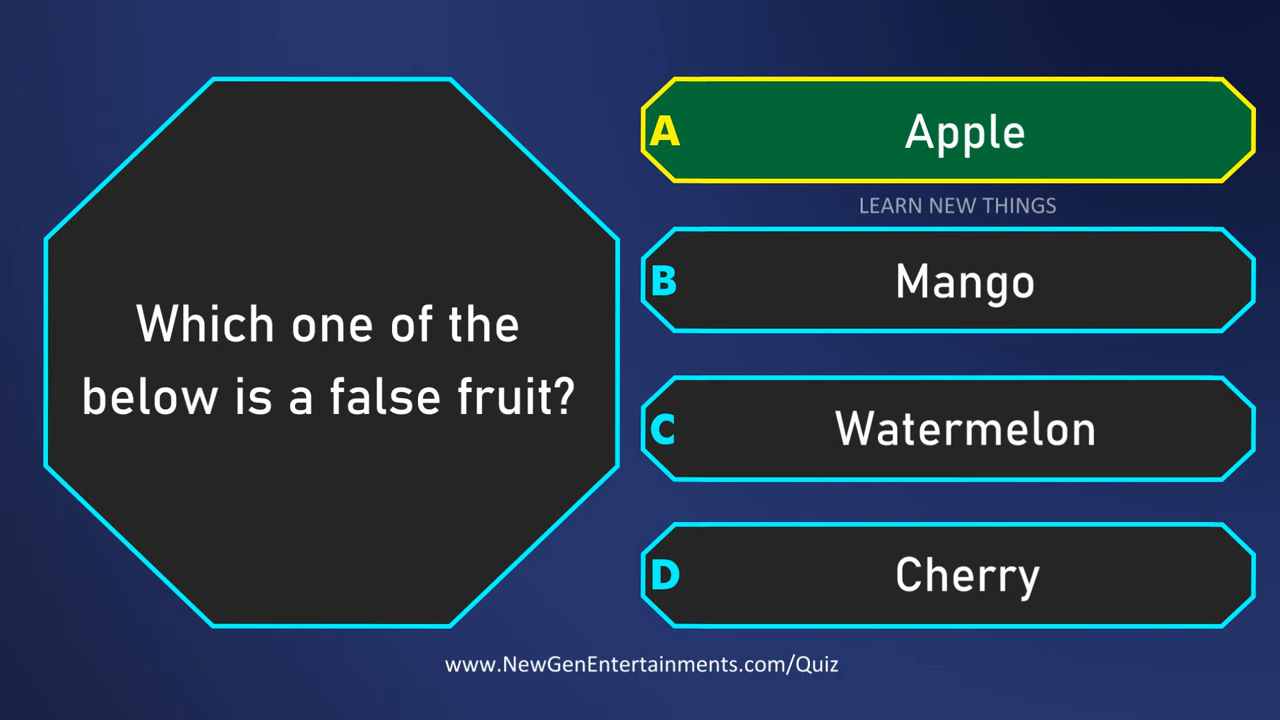 Which one of the
below is a false fruit?
A Apple
LEARN NEW THINGS
B Mango
C Watermelon
D Cherry
www.NewGenEntertainments.com/Quiz